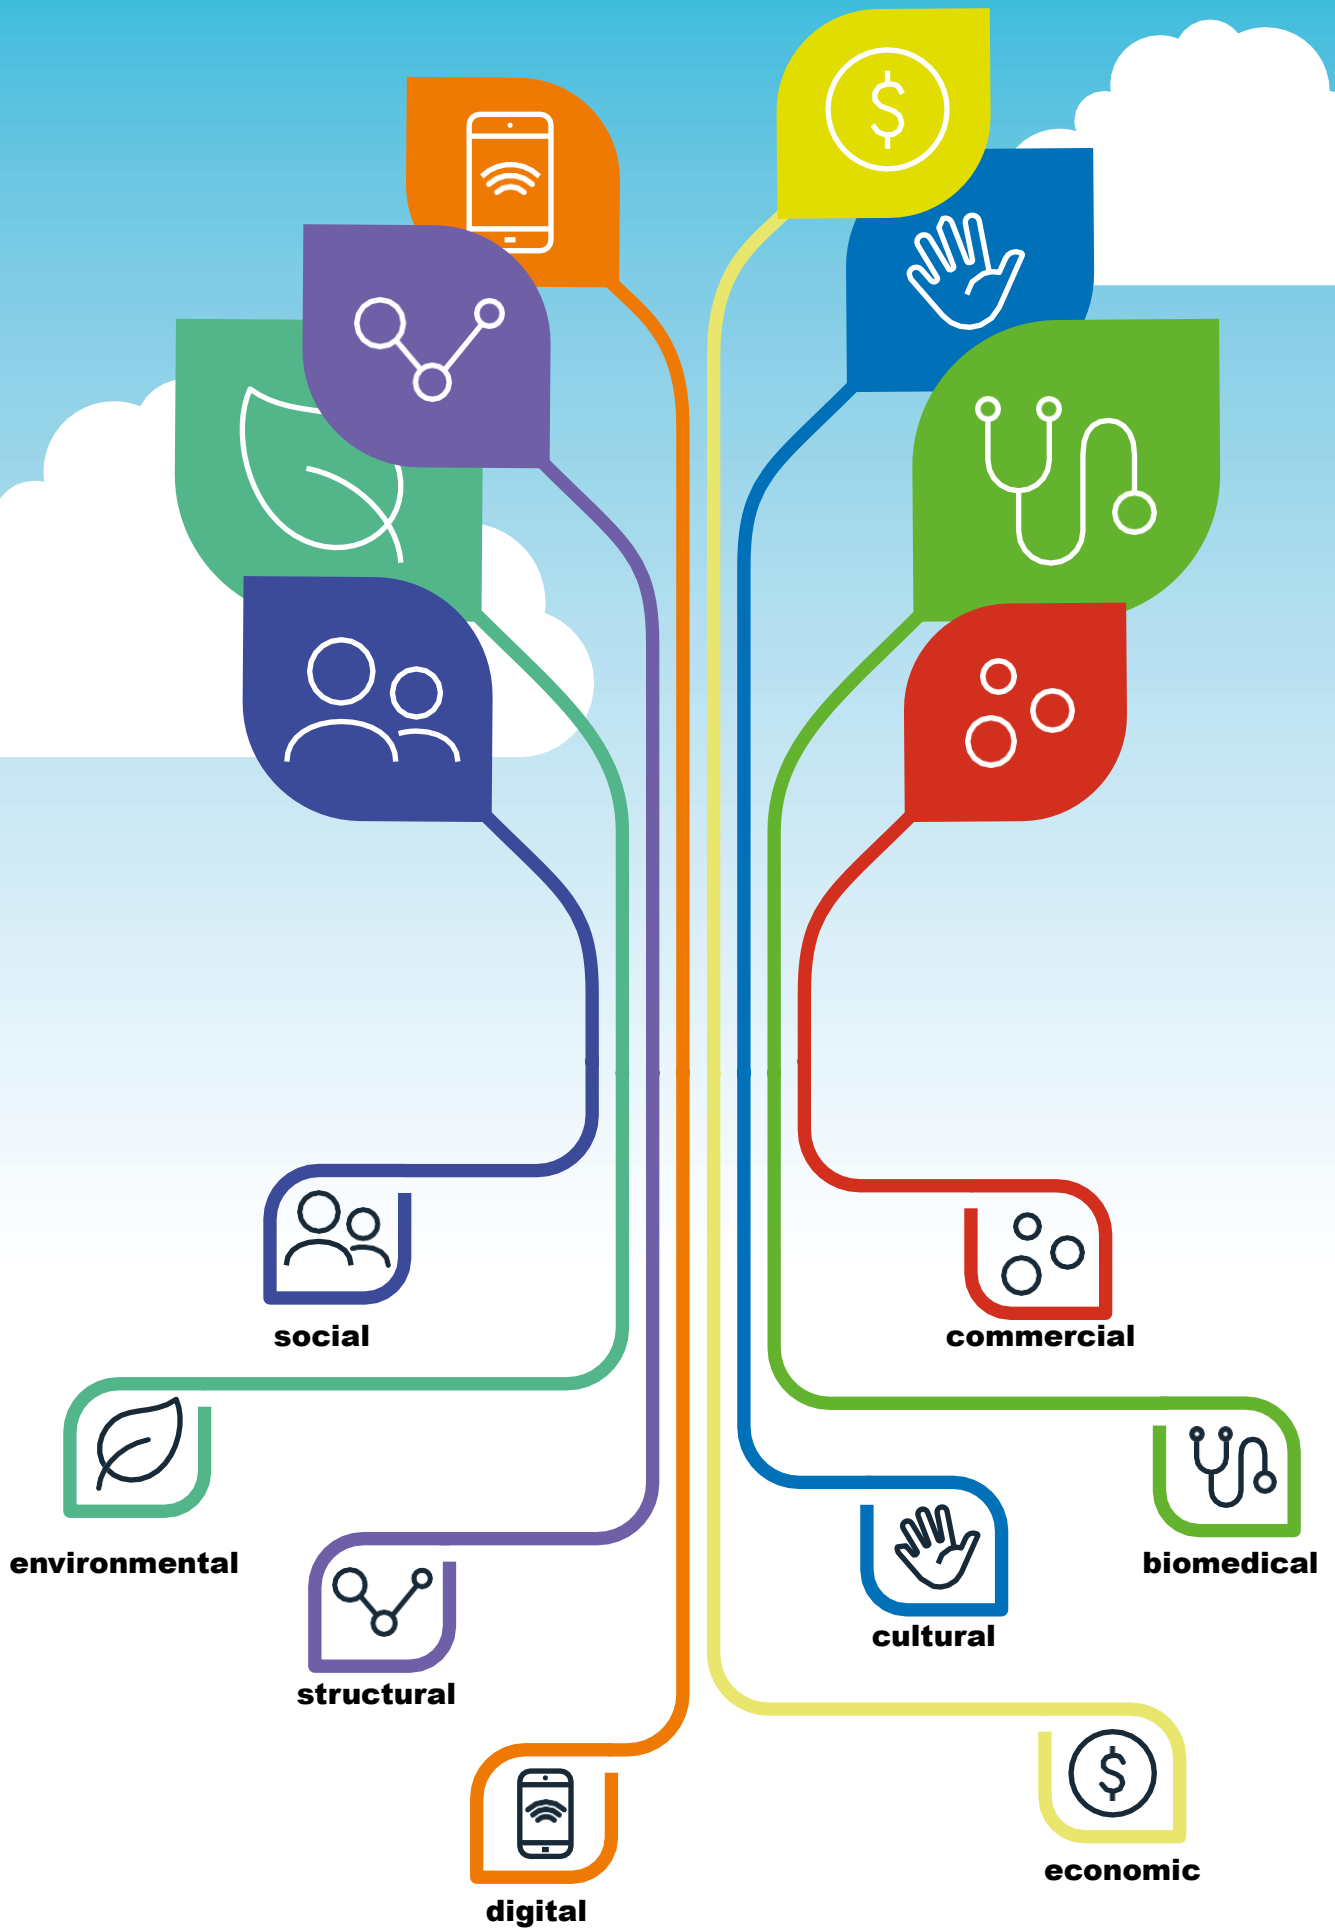 social
commercial
environmental
biomedical
cultural
structural
economic
digital